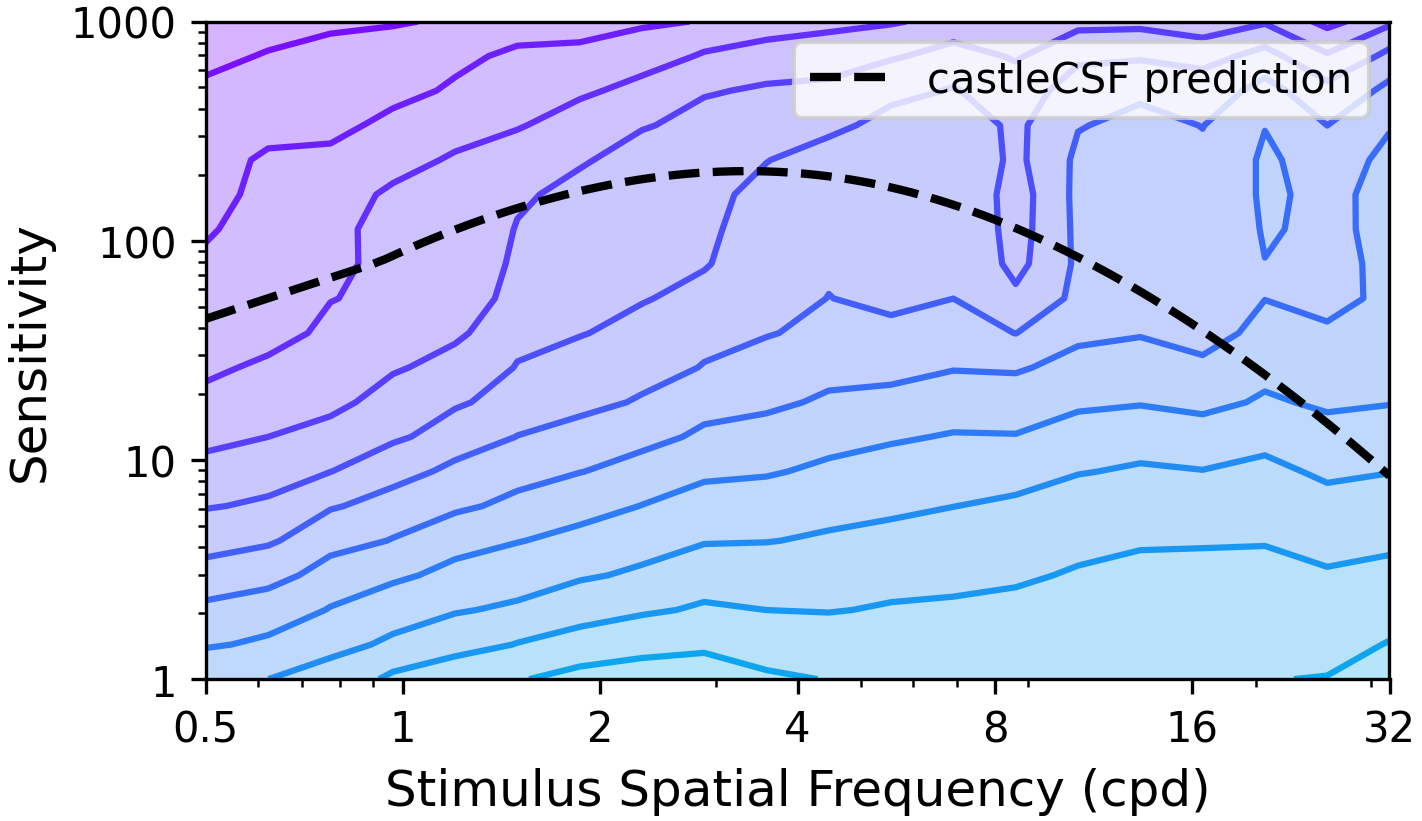 1000
100
10
1
Sensitivity
castleCSF prediction
0.5 1 2 4 8 16 32
Stimulus Spatial Frequency (cpd)